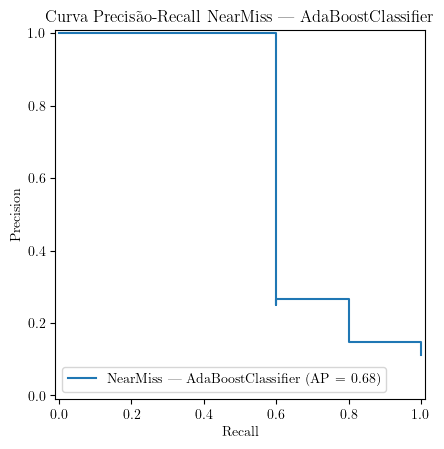 Curva Precisão-Recall NearMiss — AdaBoostClassifier
1.0
0.8
0.6
0.4
0.2
0.0
Precision
NearMiss — AdaBoostClassifier (AP = 0.68)
0.0 0.2 0.4 0.6 0.8 1.0
Recall